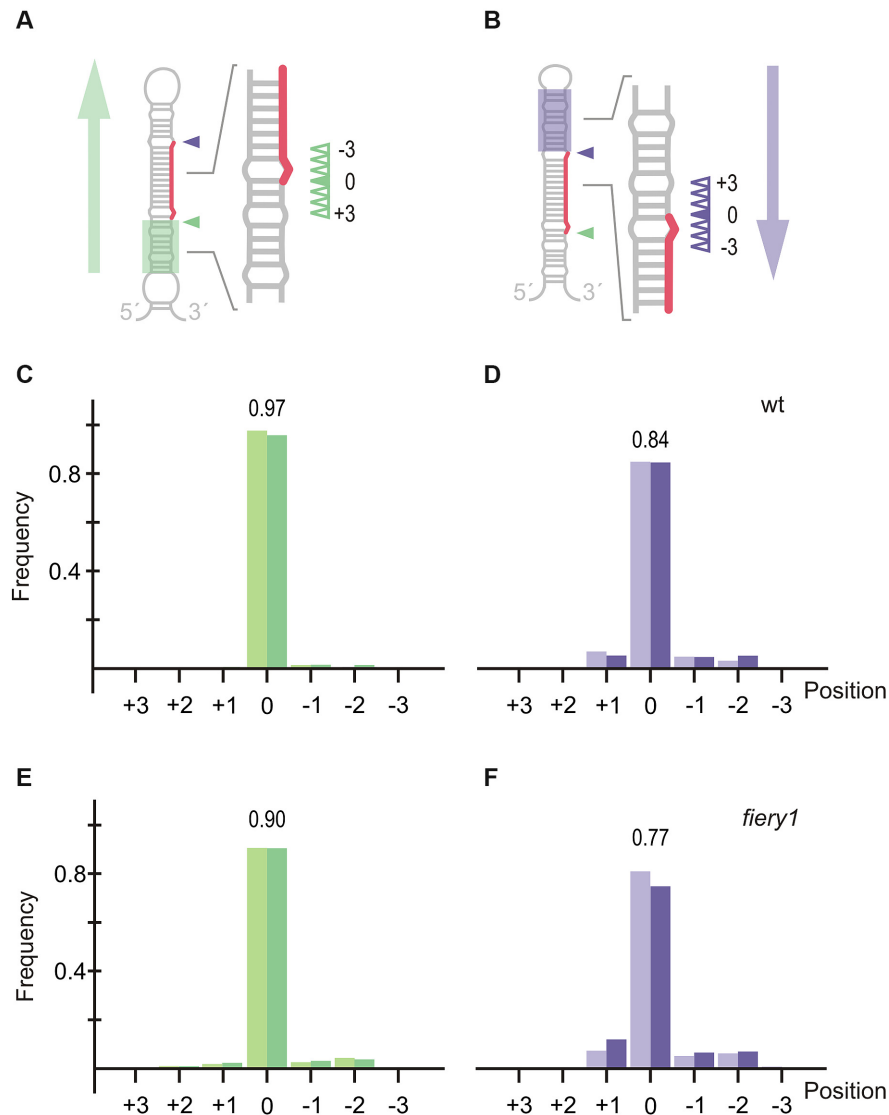 A
B
-3
0
+3
5´ 3´
+3
0
-3
5´ 3´
C
D
wt
0.97
0.84
0.8
0.4
Frequency
+3 +2 +1 0 -1 -2 -3
+3 +2 +1 0 -1 -2 -3
Position
E
F
fiery1
0.90
0.77
0.8
0.4
Frequency
+3 +2 +1 0 -1 -2 -3
+3 +2 +1 0 -1 -2 -3
Position